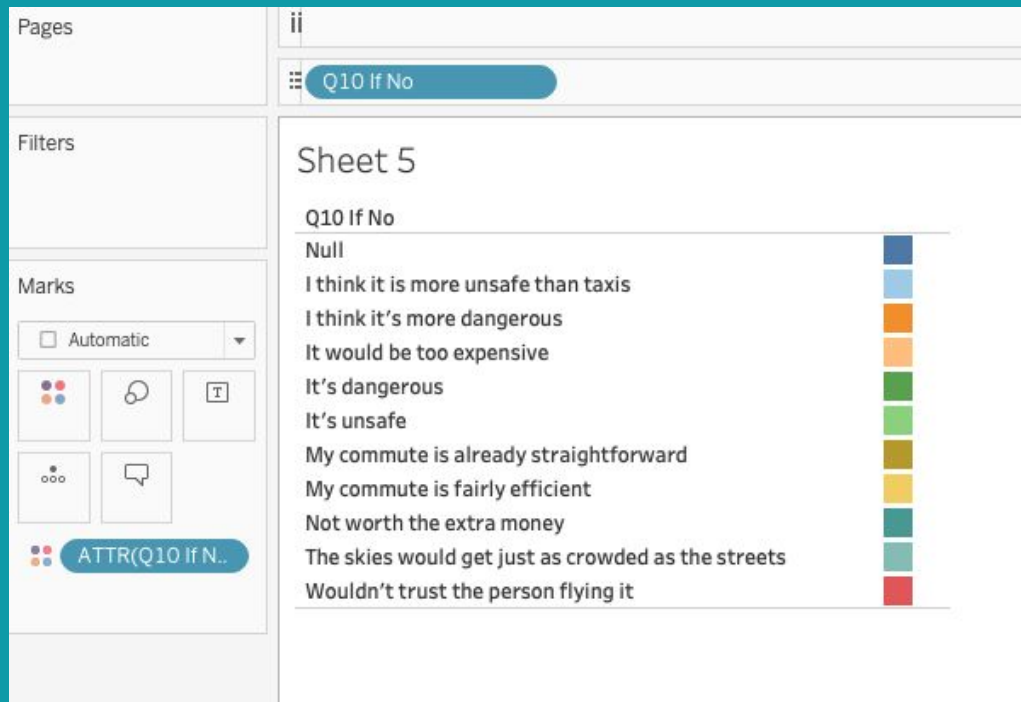 Pages
Q10 If No
Filters
Sheet 5
Q10 If No
Null
I think it is more unsafe than taxis
Marks
I think it's more dangerous
Automatic
It would be too expensive
It's dangerous
T
It's unsafe
My commute is already straightforward
My commute is fairly efficient
Not worth the extra money
ATTR(Q10 If N..
The skies would get just as crowded as the streets
Wouldn't trust the person flying it